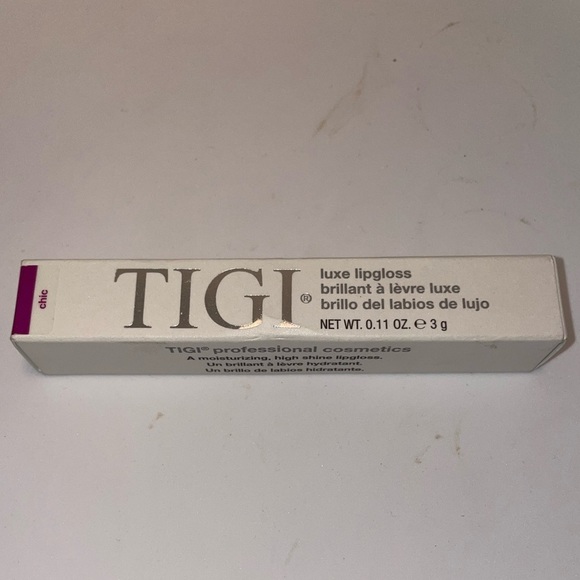 chic
TIGI®
luxe lipgloss
brillant à lèvre luxe
brillo del labios de lujo
NET WT. 0.11 OZ. ℮ 3 g
TIGI® professional cosmetics
A moisturizing, high shine lipgloss.
Un brillant à lèvre hydratant.
Un brillo de labios hidratante.